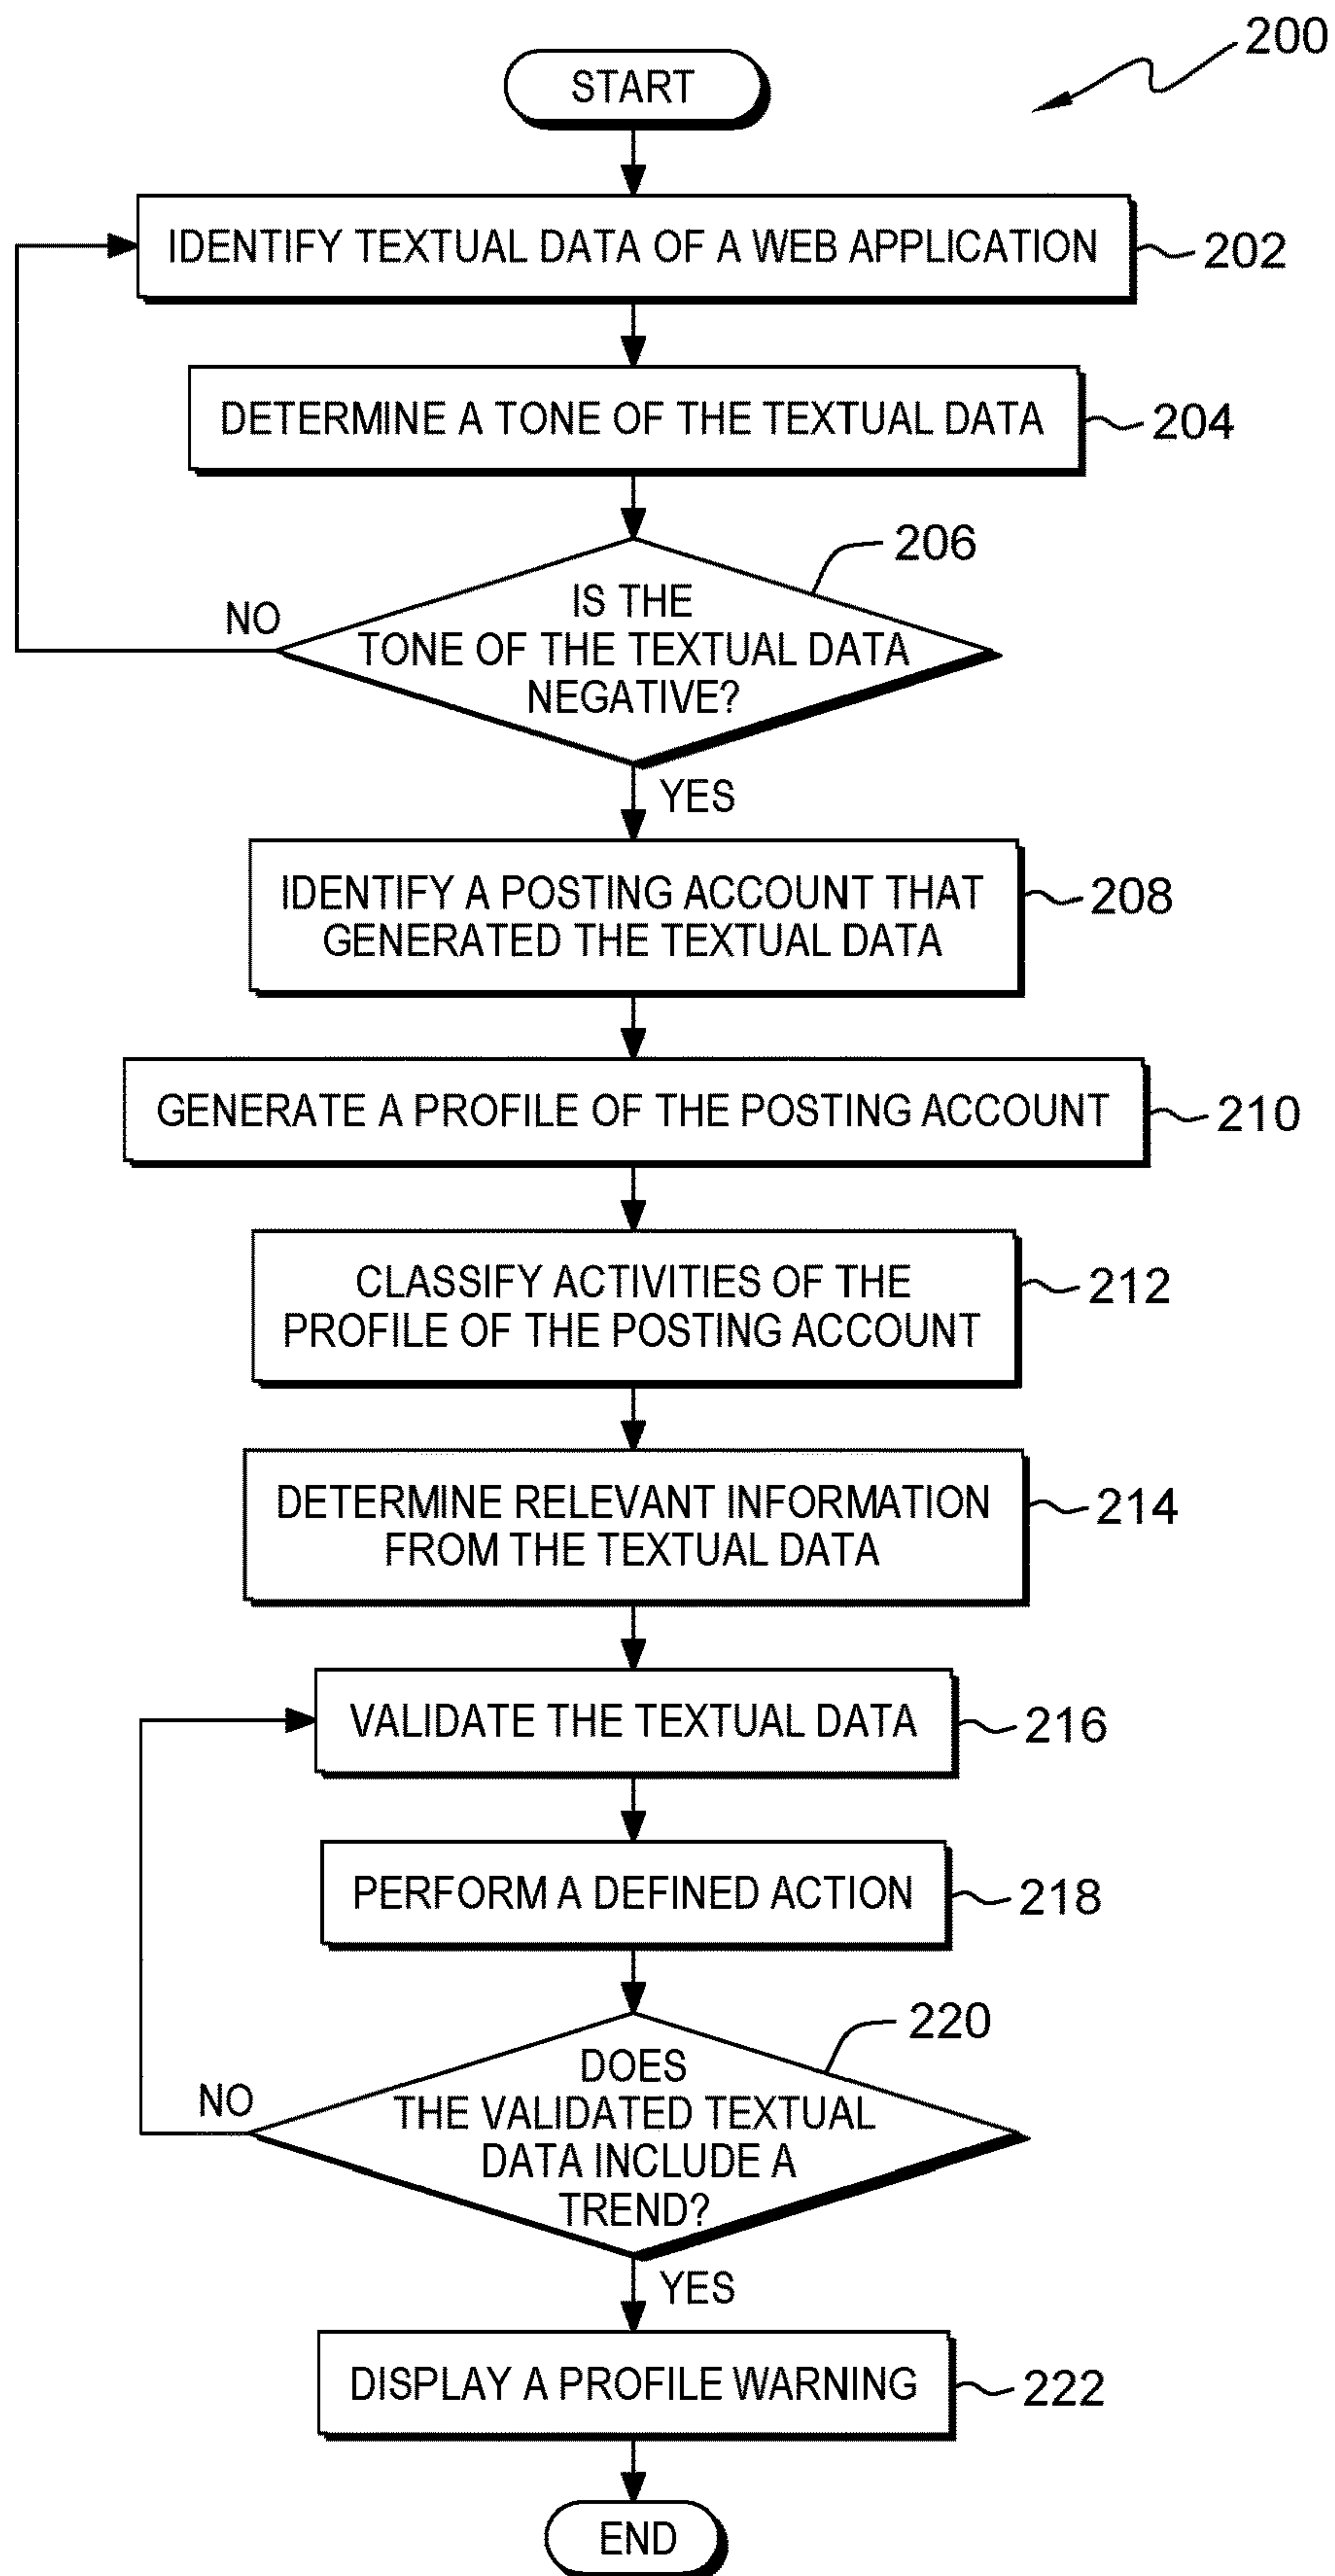 200
START
IDENTIFY TEXTUAL DATA OF A WEB APPLICATION
202
DETERMINE A TONE OF THE TEXTUAL DATA
204
206
IS THE
TONE OF THE TEXTUAL DATA
NEGATIVE?
NO
YES
IDENTIFY A POSTING ACCOUNT THAT
GENERATED THE TEXTUAL DATA
208
GENERATE A PROFILE OF THE POSTING ACCOUNT
210
CLASSIFY ACTIVITIES OF THE
PROFILE OF THE POSTING ACCOUNT
212
DETERMINE RELEVANT INFORMATION
FROM THE TEXTUAL DATA
214
VALIDATE THE TEXTUAL DATA
216
PERFORM A DEFINED ACTION
218
220
DOES
THE VALIDATED TEXTUAL
DATA INCLUDE A
TREND?
NO
YES
DISPLAY A PROFILE WARNING
222
END